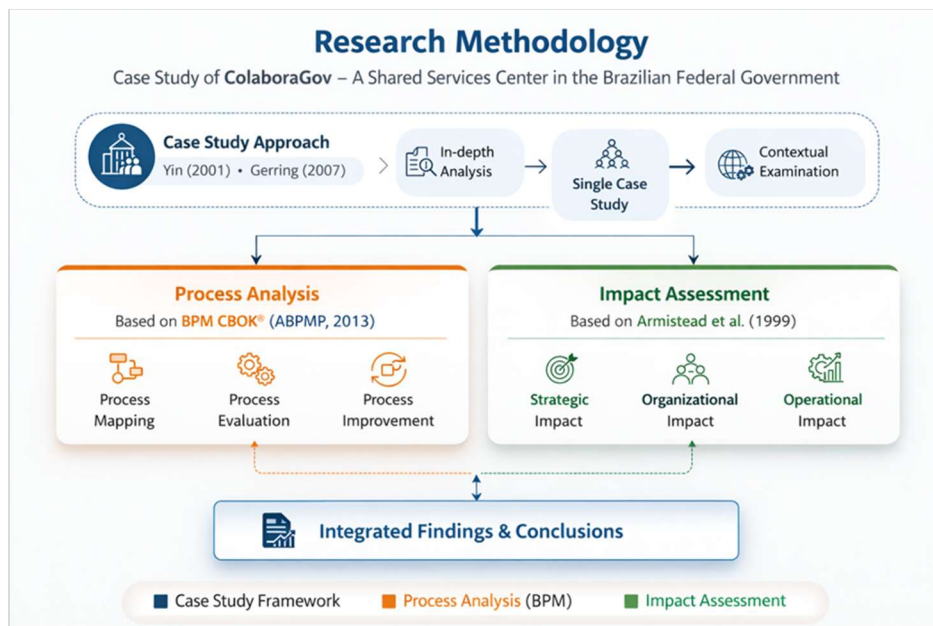 Research Methodology
Case Study of ColaboraGov – A Shared Services Center in the Brazilian Federal Government
Case Study Approach
Yin (2001) • Gerring (2007)
In-depth
Analysis
Single Case
Study
Contextual
Examination
Process Analysis
Based on BPM CBOK® (ABPMP, 2013)
Process
Mapping
Process
Evaluation
Process
Improvement
Impact Assessment
Based on Armistead et al. (1999)
Strategic
Impact
Organizational
Impact
Operational
Impact
Integrated Findings & Conclusions
Case Study Framework
Process Analysis (BPM)
Impact Assessment